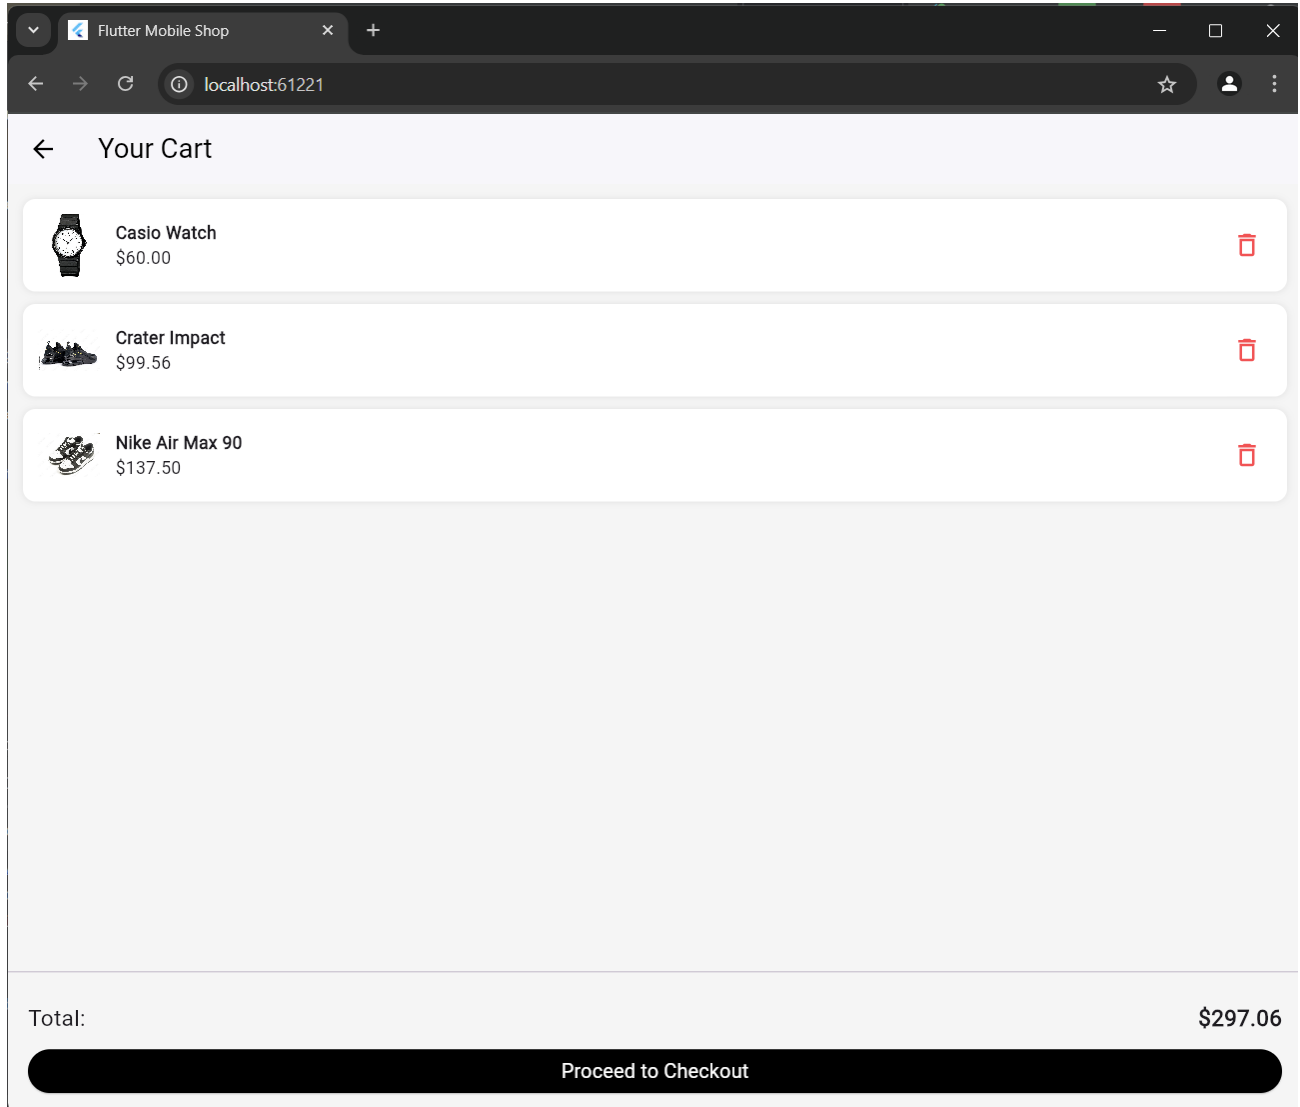 Flutter Mobile Shop
localhost:61221
Your Cart
Casio Watch
$60.00
Crater Impact
$99.56
Nike Air Max 90
$137.50
Total:
$297.06
Proceed to Checkout